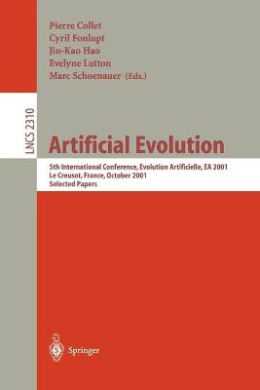 Pierre Collet
Cyril Fonlupt
Jin-Kao Hao
Evelyne Lutton
Marc Schoenauer (Eds.)
LNCS 2310
Artificial Evolution
5th International Conference, Evolution Artificielle, EA 2001
Le Creusot, France, October 2001
Selected Papers
Springer